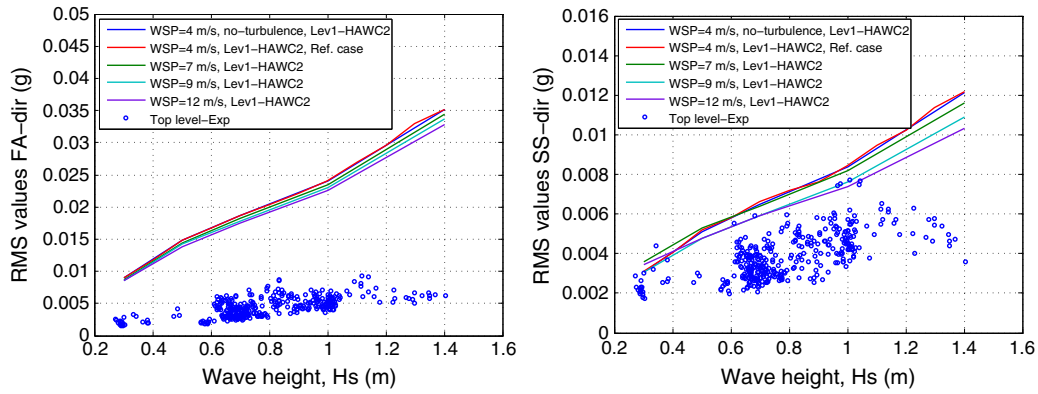 RMS values FA−dir (g)
0.05
0.045
0.04
0.035
0.03
0.025
0.02
0.015
0.01
0.005
0
WSP=4 m/s, no−turbulence, Lev1−HAWC2
WSP=4 m/s, Lev1−HAWC2, Ref. case
WSP=7 m/s, Lev1−HAWC2
WSP=9 m/s, Lev1−HAWC2
WSP=12 m/s, Lev1−HAWC2
Top level−Exp
0.2 0.4 0.6 0.8 1 1.2 1.4 1.6
Wave height, Hs (m)
RMS values SS−dir (g)
0.016
0.014
0.012
0.01
0.008
0.006
0.004
0.002
0
WSP=4 m/s, no−turbulence, Lev1−HAWC2
WSP=4 m/s, Lev1−HAWC2, Ref. case
WSP=7 m/s, Lev1−HAWC2
WSP=9 m/s, Lev1−HAWC2
WSP=12 m/s, Lev1−HAWC2
Top level−Exp
0.2 0.4 0.6 0.8 1 1.2 1.4 1.6
Wave height, Hs (m)